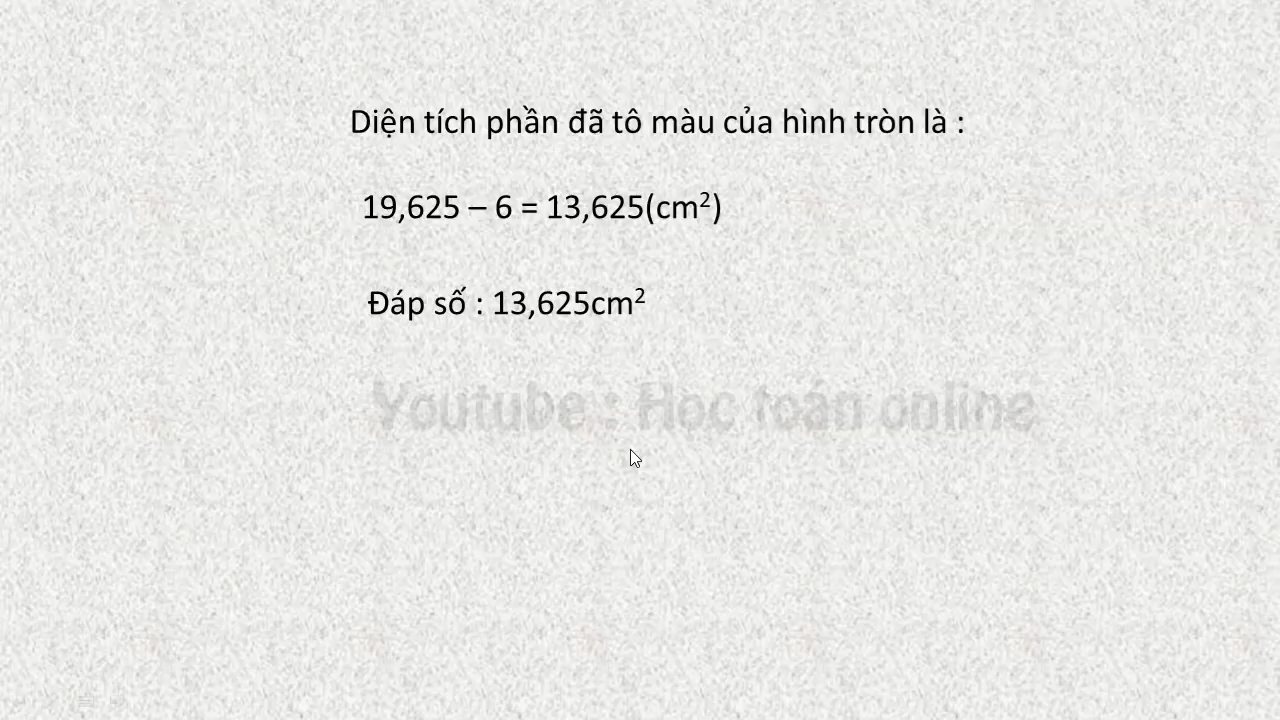 Diện tích phần đã tô màu của hình tròn là :
19,625 – 6 = 13,625(cm²)
Đáp số : 13,625cm²
Youtube : Học toán online